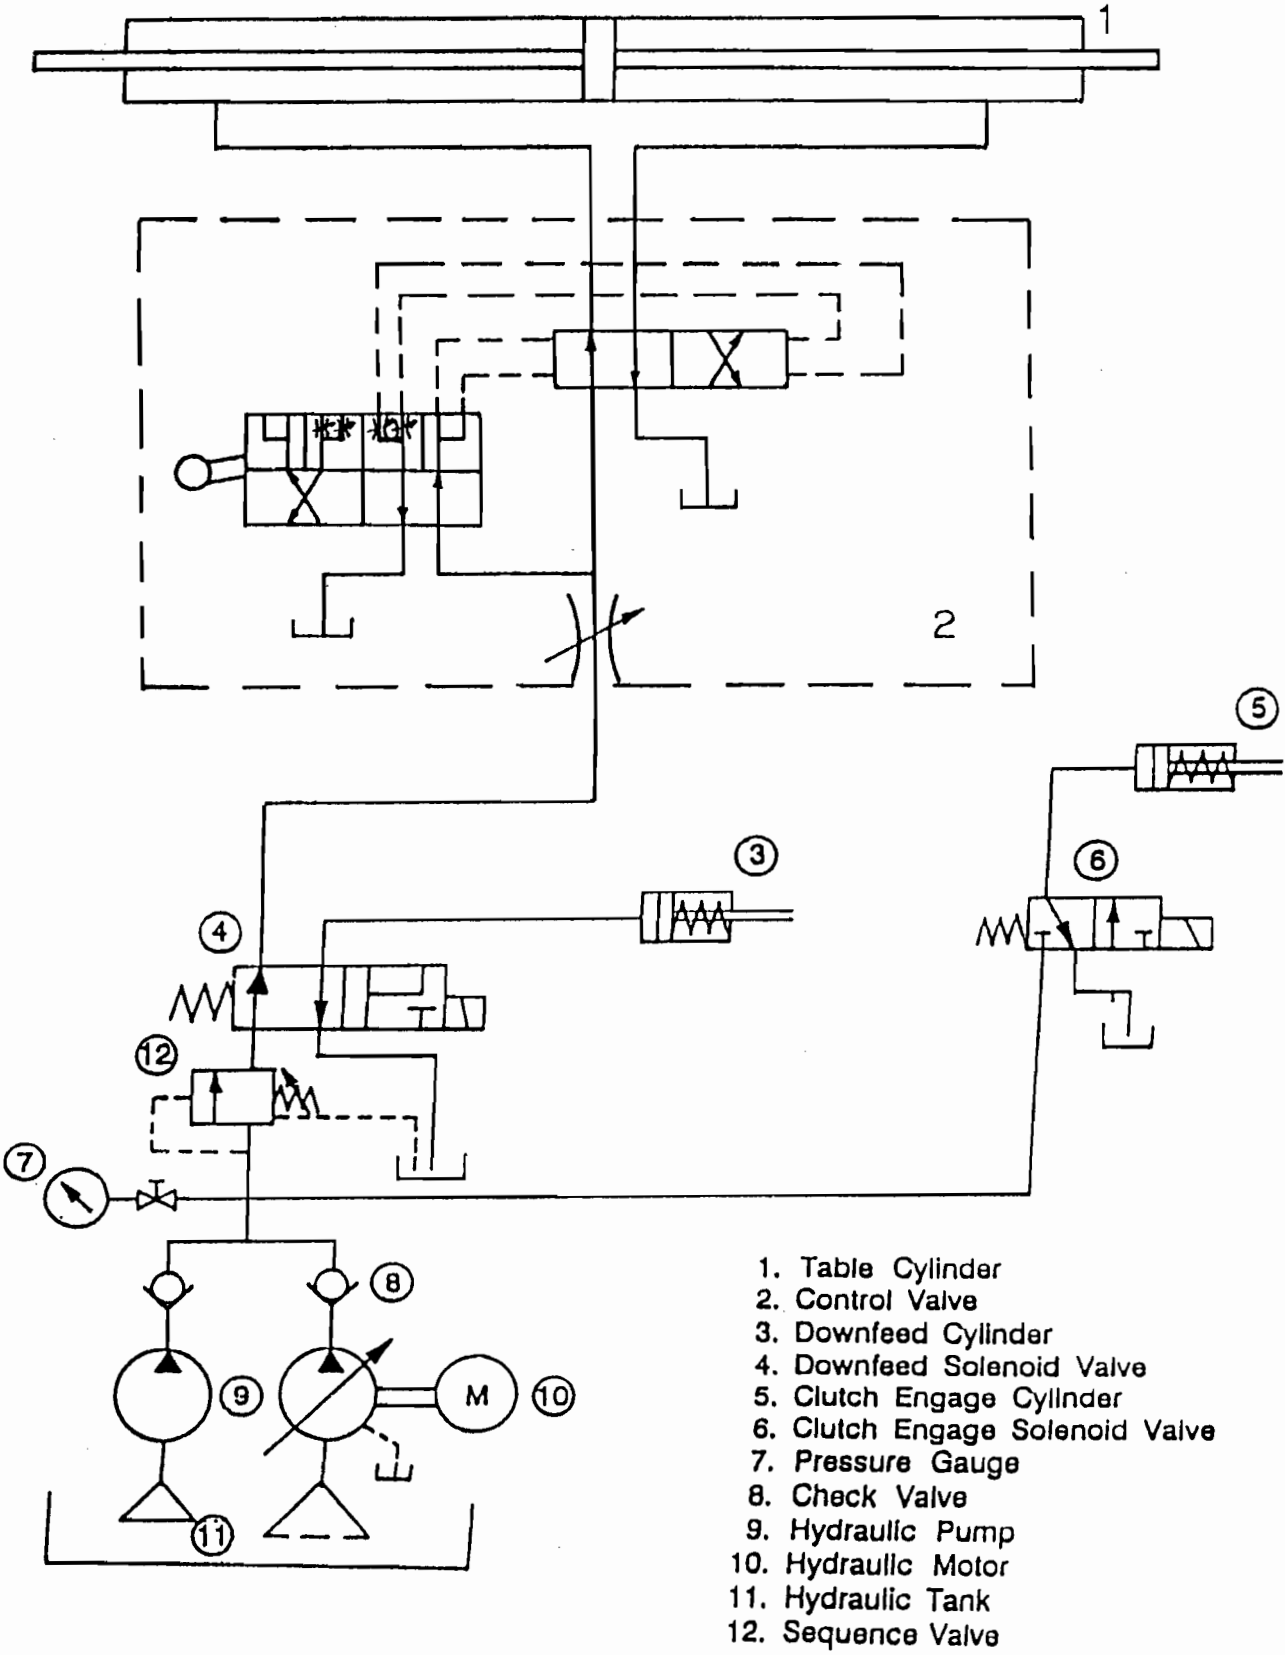 1
2
5
3
6
4
12
7
8
9
M
10
11
1. Table Cylinder
2. Control Valve
3. Downfeed Cylinder
4. Downfeed Solenoid Valve
5. Clutch Engage Cylinder
6. Clutch Engage Solenoid Valve
7. Pressure Gauge
8. Check Valve
9. Hydraulic Pump
10. Hydraulic Motor
11. Hydraulic Tank
12. Sequence Valve